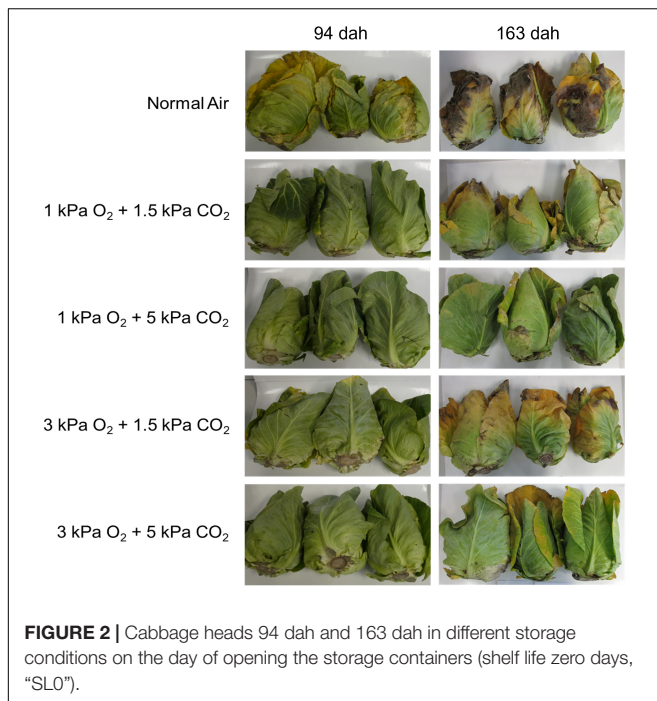 94 dah 163 dah
Normal Air
1 kPa O₂ + 1.5 kPa CO₂
1 kPa O₂ + 5 kPa CO₂
3 kPa O₂ + 1.5 kPa CO₂
3 kPa O₂ + 5 kPa CO₂
FIGURE 2 | Cabbage heads 94 dah and 163 dah in different storage
conditions on the day of opening the storage containers (shelf life zero days,
“SL0”).